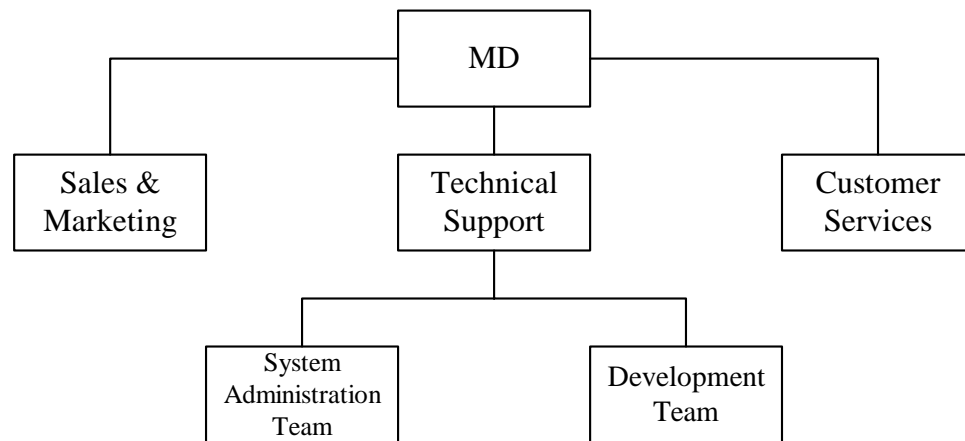 MD
Sales &
Marketing
Technical
Support
Customer
Services
System
Administration
Team
Development
Team